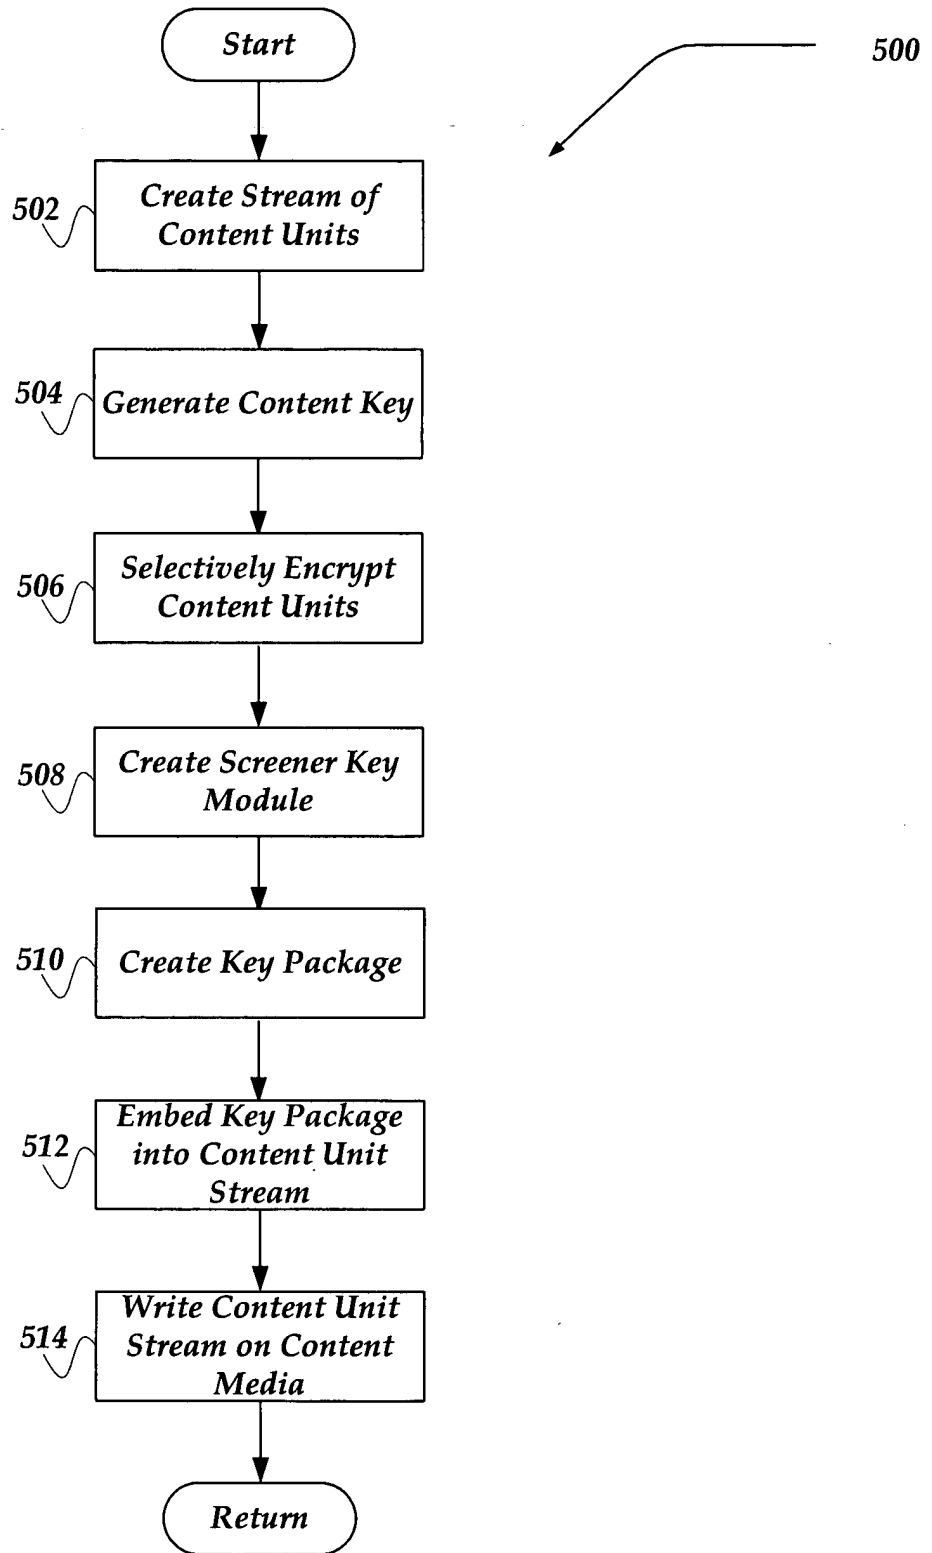 Start
500
502
Create Stream of
Content Units
504
Generate Content Key
506
Selectively Encrypt
Content Units
508
Create Screener Key
Module
510
Create Key Package
512
Embed Key Package
into Content Unit
Stream
514
Write Content Unit
Stream on Content
Media
Return